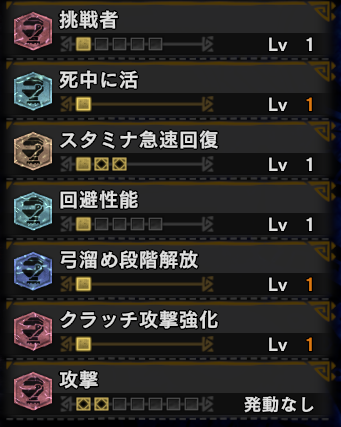 挑戦者
Lv 1
死中に活
Lv 1
スタミナ急速回復
Lv 1
回避性能
Lv 1
弓溜め段階解放
Lv 1
クラッチ攻撃強化
Lv 1
攻撃
発動なし